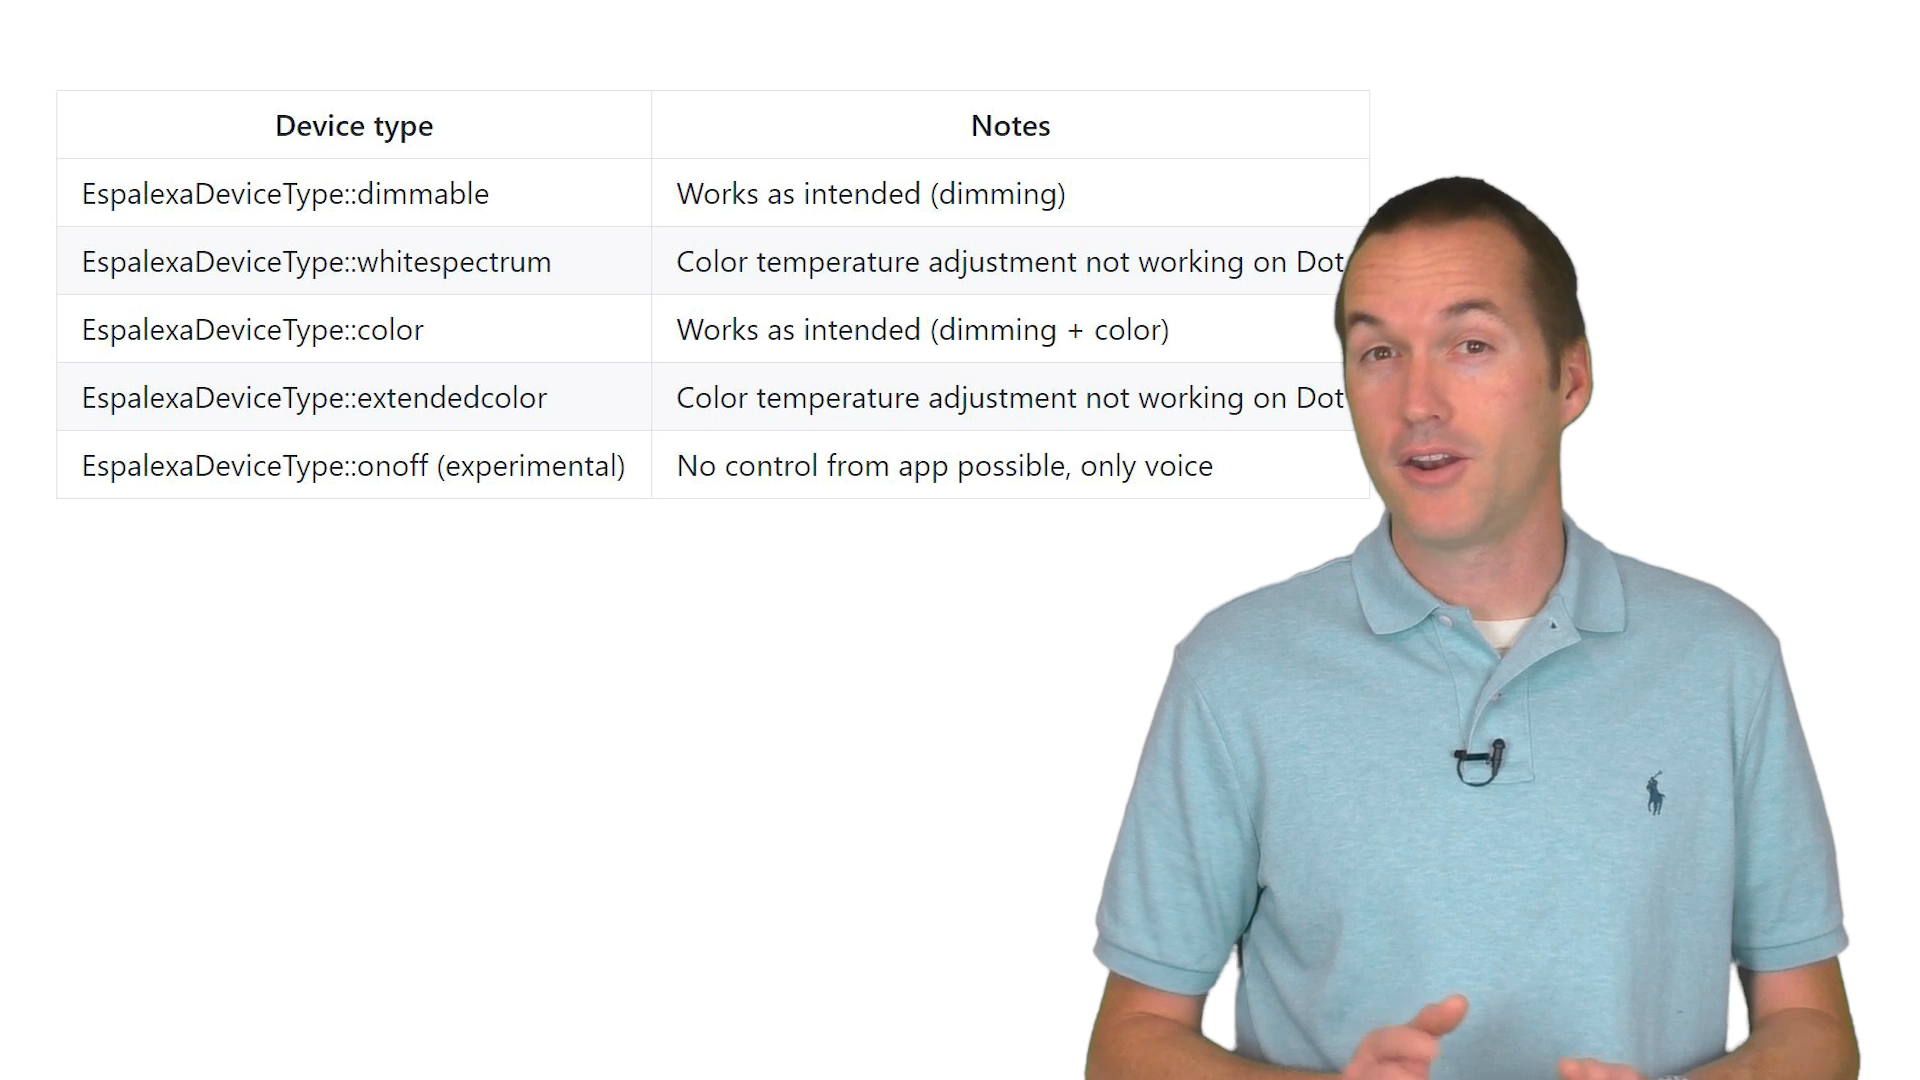 Device type Notes
EspalexaDeviceType::dimmable Works as intended (dimming)
EspalexaDeviceType::whitespectrum Color temperature adjustment not working on Dot
EspalexaDeviceType::color Works as intended (dimming + color)
EspalexaDeviceType::extendedcolor Color temperature adjustment not working on Dot
EspalexaDeviceType::onoff (experimental) No control from app possible, only voice